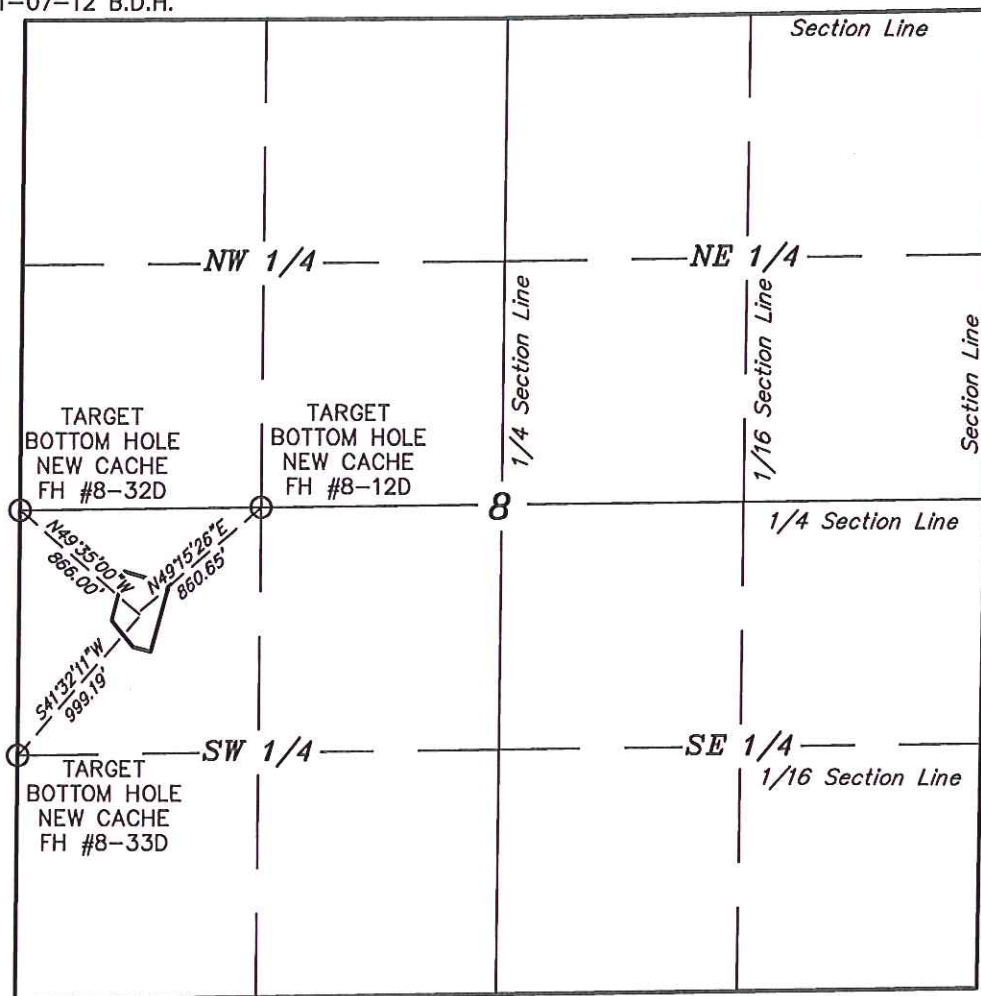 B.D.H.
Section Line
NW 1/4
NE 1/4
1/4 Section Line
1/16 Section Line
Section Line
TARGET
BOTTOM HOLE
NEW CACHE
FH #8-32D
TARGET
BOTTOM HOLE
NEW CACHE
FH #8-12D
8
1/4 Section Line
N49°35'00"W
866.00'
N49°15'26"E
860.65'
S41°32'11"W
999.19'
SW 1/4
SE 1/4
1/16 Section Line
TARGET
BOTTOM HOLE
NEW CACHE
FH #8-33D